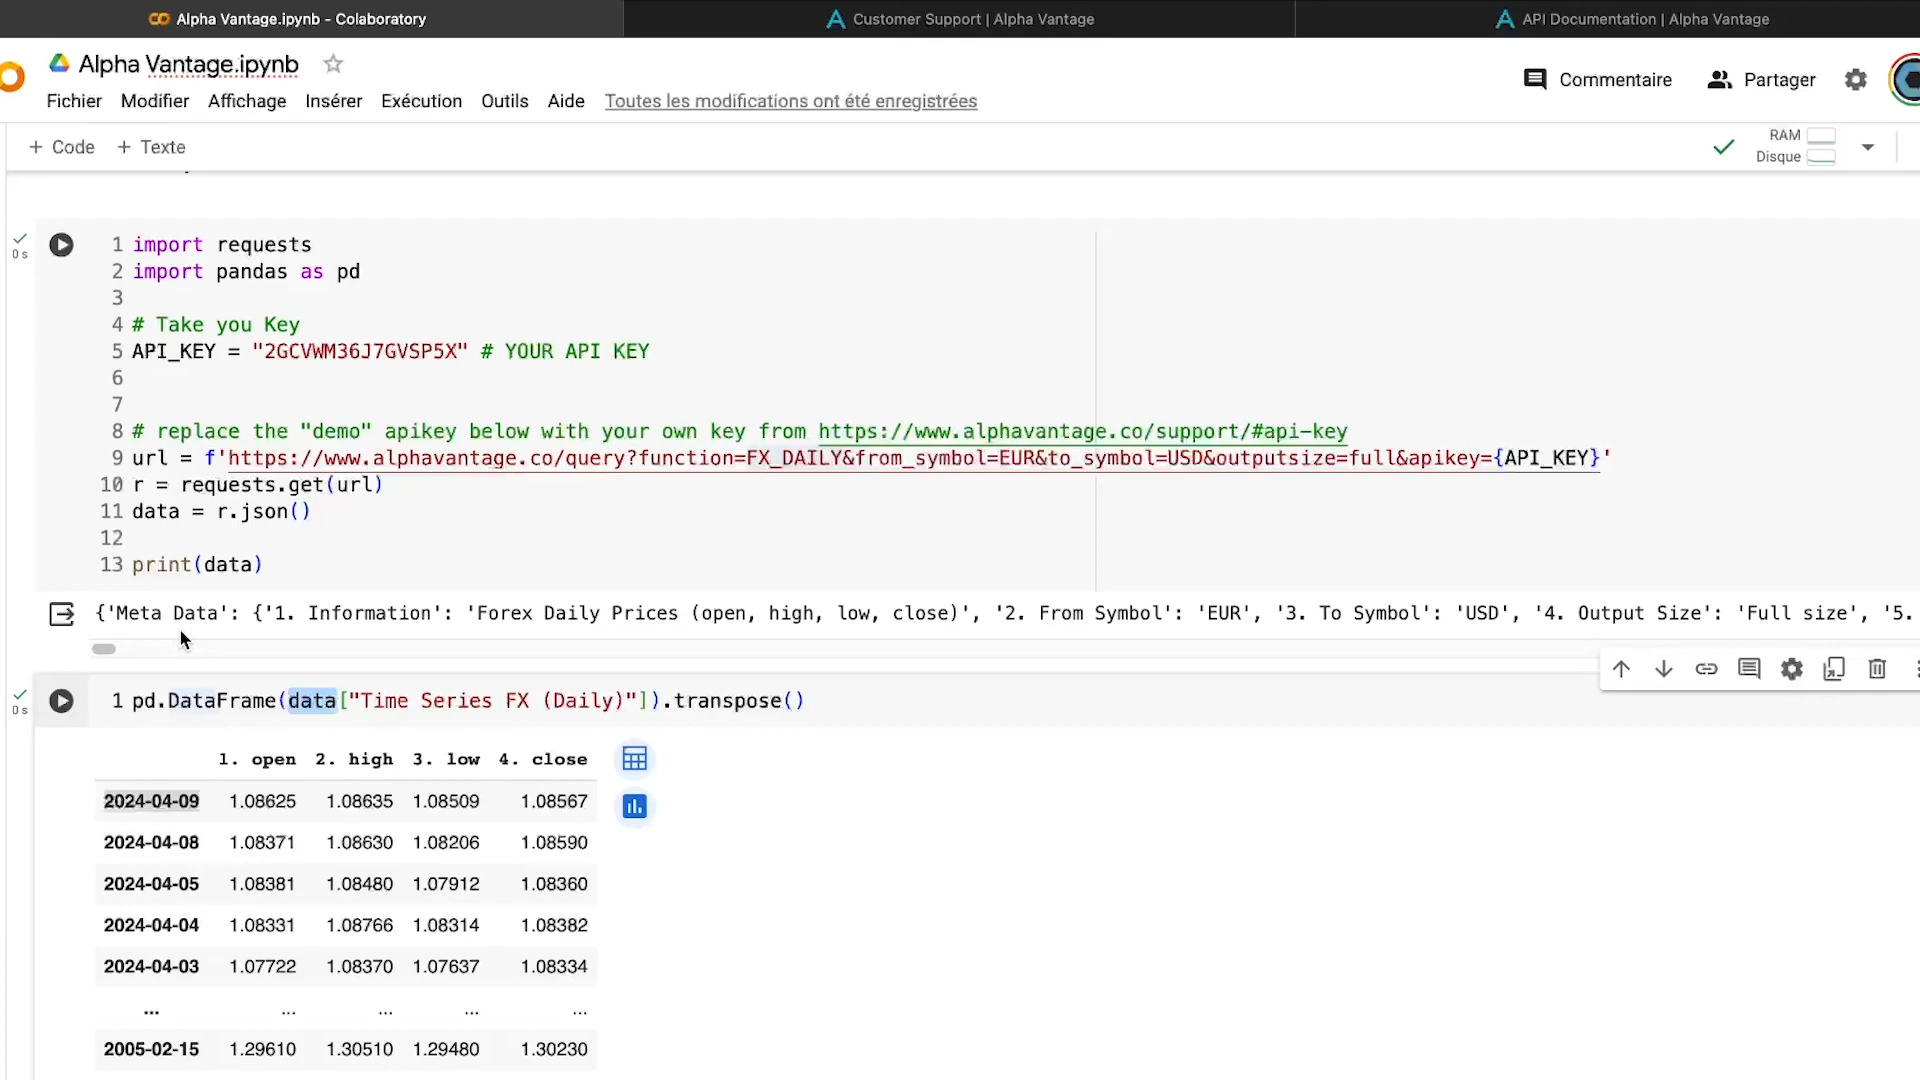 Alpha Vantage.ipynb - Colaboratory
Customer Support | Alpha Vantage
API Documentation | Alpha Vantage
Alpha Vantage.ipynb
Commentaire
Partager
Fichier Modifier Affichage Insérer Exécution Outils Aide Toutes les modifications ont été enregistrées
+ Code + Texte
RAM
Disque
0 s
1 import requests
2 import pandas as pd
3
4 # Take you Key
5 API_KEY = "2GCVWM36J7GVSP5X" # YOUR API KEY
6
7
8 # replace the "demo" apikey below with your own key from https://www.alphavantage.co/support/#api-key
9 url = f'https://www.alphavantage.co/query?function=FX_DAILY&from_symbol=EUR&to_symbol=USD&outputsize=full&apikey={API_KEY}'
10 r = requests.get(url)
11 data = r.json()
12
13 print(data)
{'Meta Data': {'1. Information': 'Forex Daily Prices (open, high, low, close)', '2. From Symbol': 'EUR', '3. To Symbol': 'USD', '4. Output Size': 'Full size', '5.
0 s
1 pd.DataFrame(data["Time Series FX (Daily)"]).transpose()
1. open 2. high 3. low 4. close
2024-04-09 1.08625 1.08635 1.08509 1.08567
2024-04-08 1.08371 1.08630 1.08206 1.08590
2024-04-05 1.08381 1.08480 1.07912 1.08360
2024-04-04 1.08331 1.08766 1.08314 1.08382
2024-04-03 1.07722 1.08370 1.07637 1.08334
... ... ... ... ...
2005-02-15 1.29610 1.30510 1.29480 1.30230